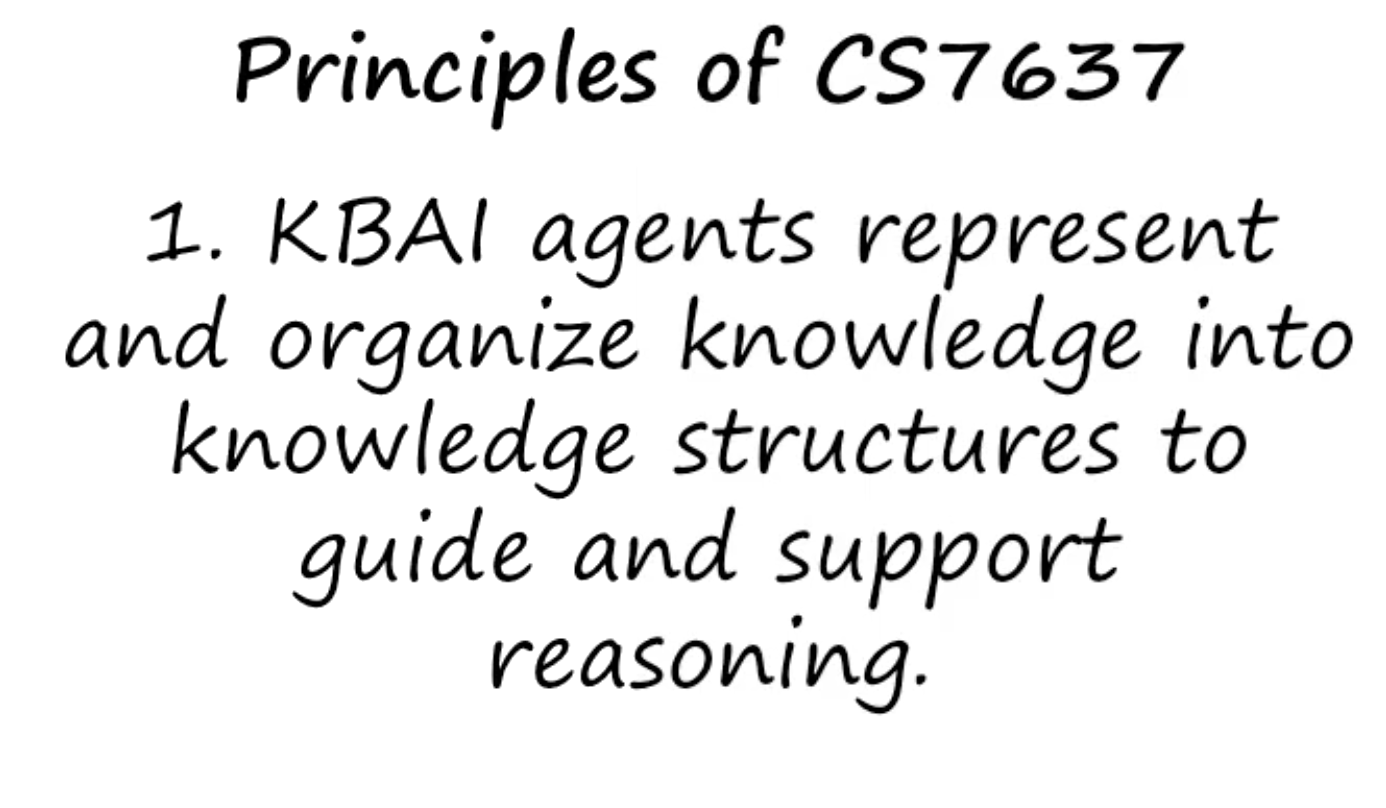 Principles of CS7637
1. KBAI agents represent
and organize knowledge into
knowledge structures to
guide and support
reasoning.